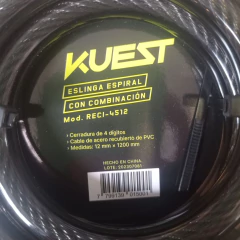 KUEST
ESLINGA ESPIRAL
CON COMBINACIÓN
Mod. RECI-4512
• Cerradura de 4 dígitos
• Cable de acero recubierto de PVC
• Medidas: 12 mm x 1200 mm
HECHO EN CHINA